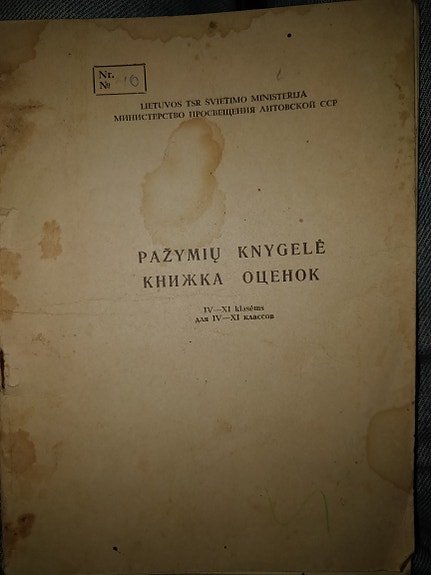 Nr.
№
LIETUVOS TSR ŠVIETIMO MINISTERIJA
МИНИСТЕРСТВО ПРОСВЕЩЕНИЯ ЛИТОВСКОЙ ССР
PAŽYMIŲ KNYGELĖ
КНИЖКА ОЦЕНОК
IV—XI klasėms
для IV—XI классов